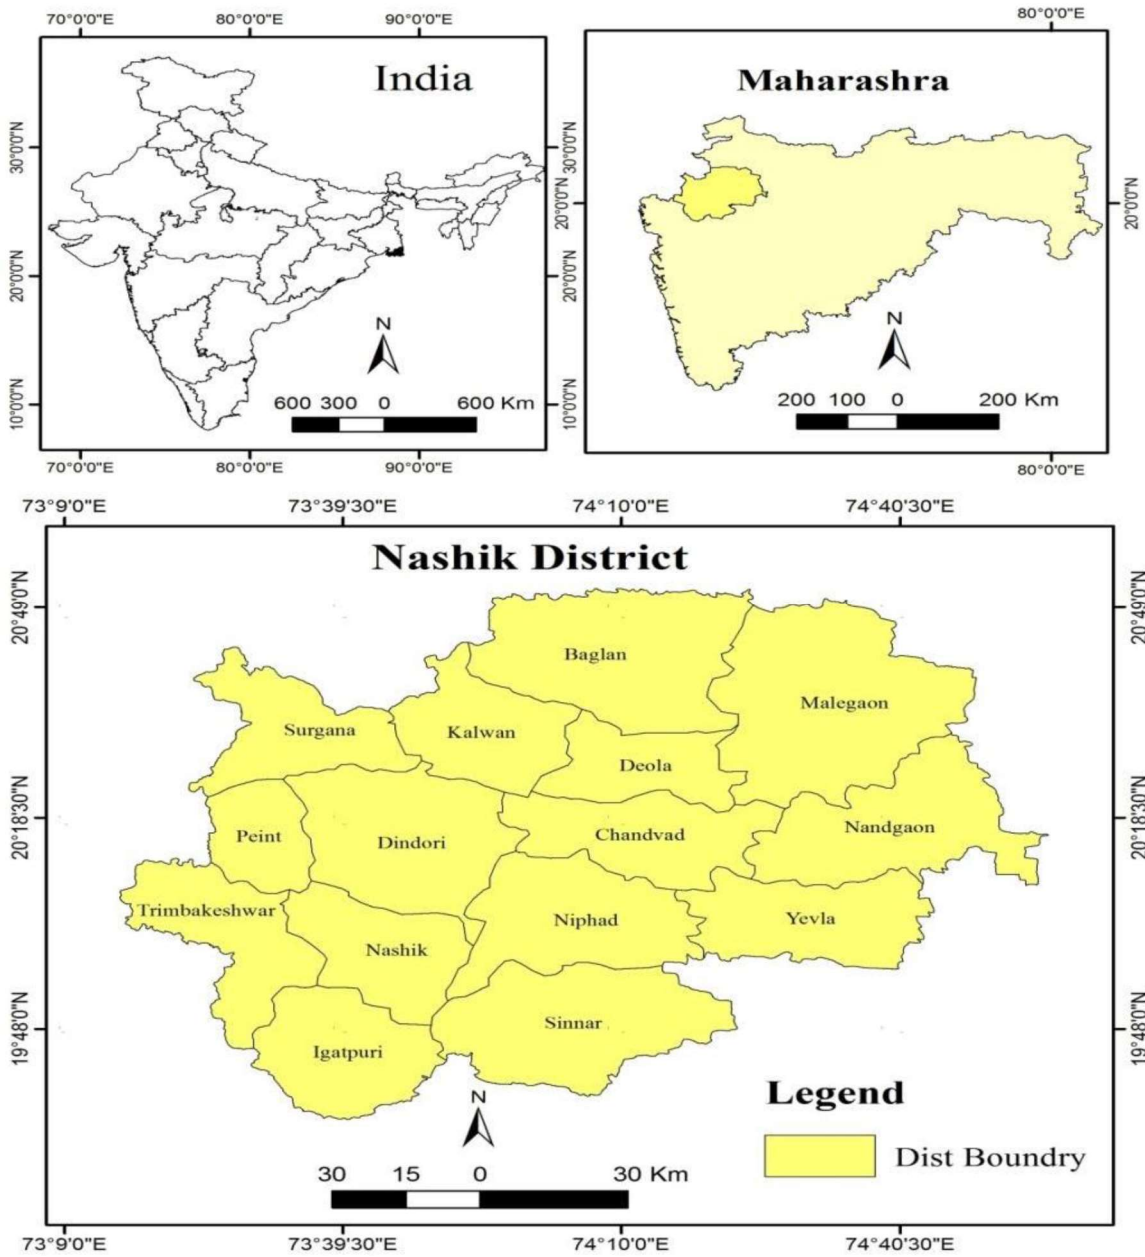 70°0'0"E 80°0'0"E 90°0'0"E
80°0'0"E
India
Maharashra
30°0'0"N 30°0'0"N 30°0'0"N
20°0'0"N 20°0'0"N 20°0'0"N 20°0'0"N
10°0'0"N 10°0'0"N 10°0'0"N
N
600 300 0 600 Km
N
200 100 0 200 Km
70°0'0"E 80°0'0"E 90°0'0"E
80°0'0"E
73°9'0"E 73°39'30"E 74°10'0"E 74°40'30"E
Nashik District
20°49'0"N 20°49'0"N
Baglan
Malegaon
Surgana Kalwan
Deola
20°18'30"N 20°18'30"N
Peint Dindori Chandvad Nandgaon
Trimbakeshwar Niphad Yevla
Nashik
19°48'0"N 19°48'0"N
Sinnar
Igatpuri
N
Legend
Dist Boundry
30 15 0 30 Km
73°9'0"E 73°39'30"E 74°10'0"E 74°40'30"E